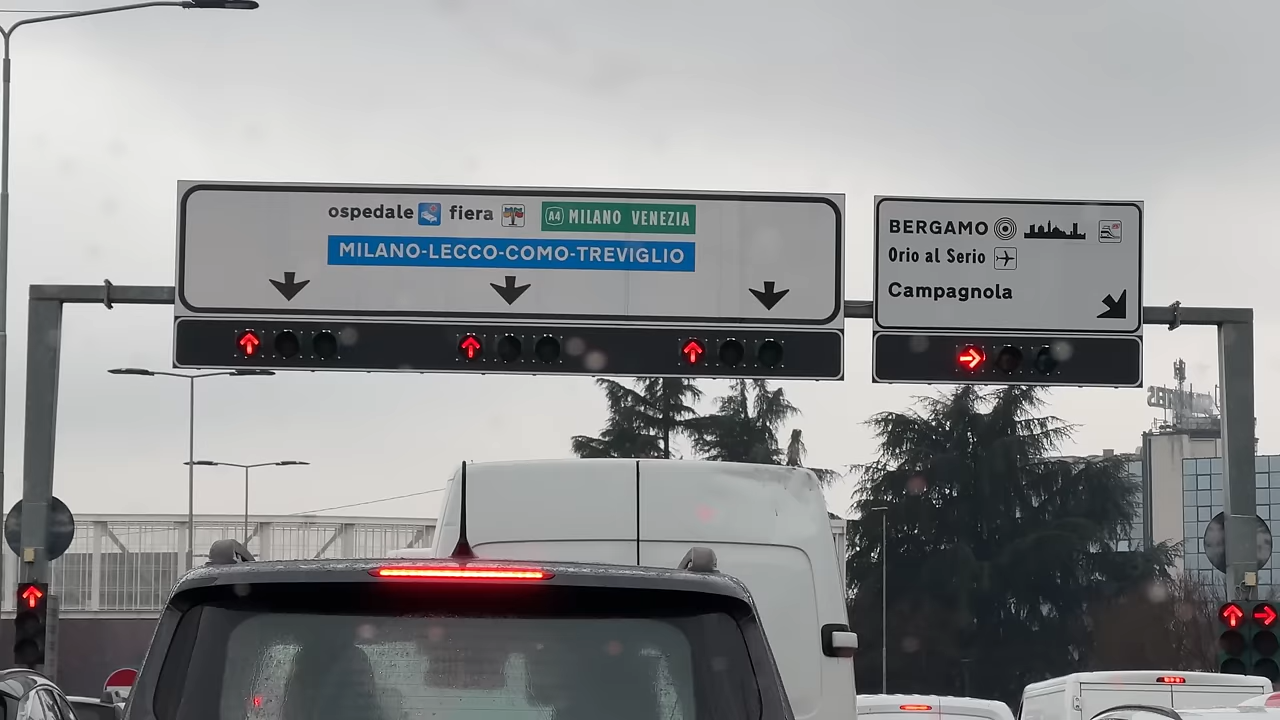 ospedale fiera A4 MILANO VENEZIA
MILANO-LECCO-COMO-TREVIGLIO
BERGAMO
Orio al Serio
Campagnola